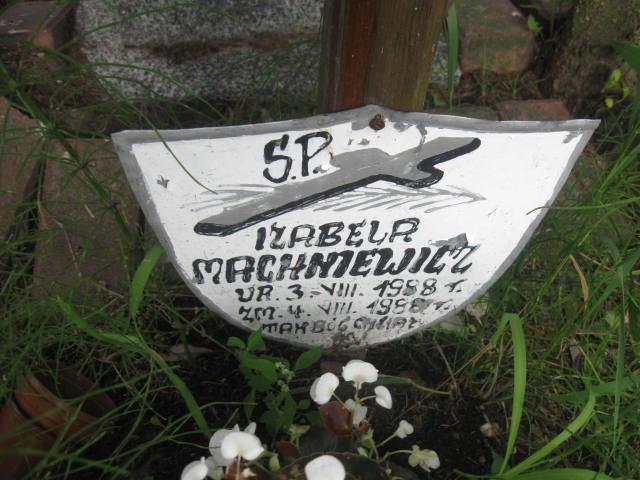 S.P.
IZABELA
MACHNIEWICZ
UR. 3. VIII. 1988 r.
ZM. 4. VIII. 1988 r.